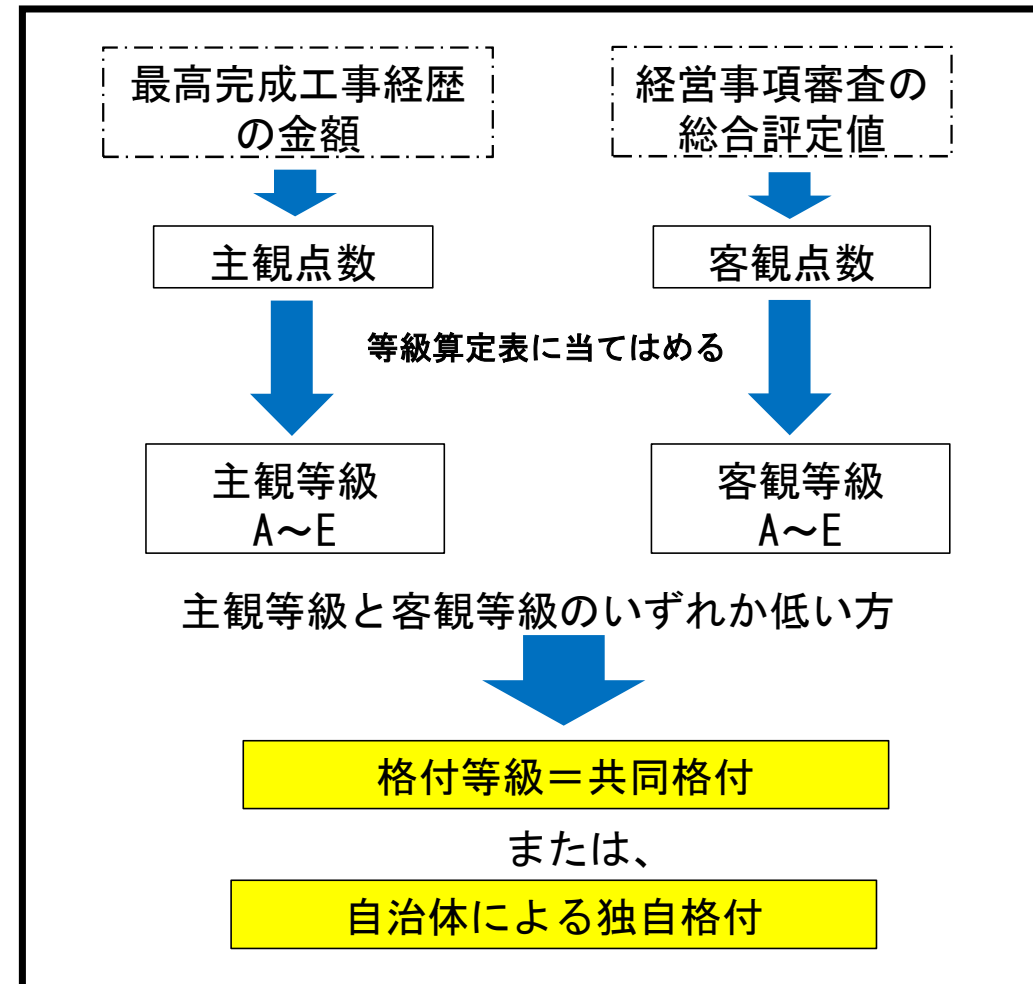 最高完成工事経歴
の金額
経営事項審査の
総合評定値
主観点数
客観点数
等級算定表に当てはめる
主観等級
A～E
客観等級
A～E
主観等級と客観等級のいずれか低い方
格付等級＝共同格付
または、
自治体による独自格付